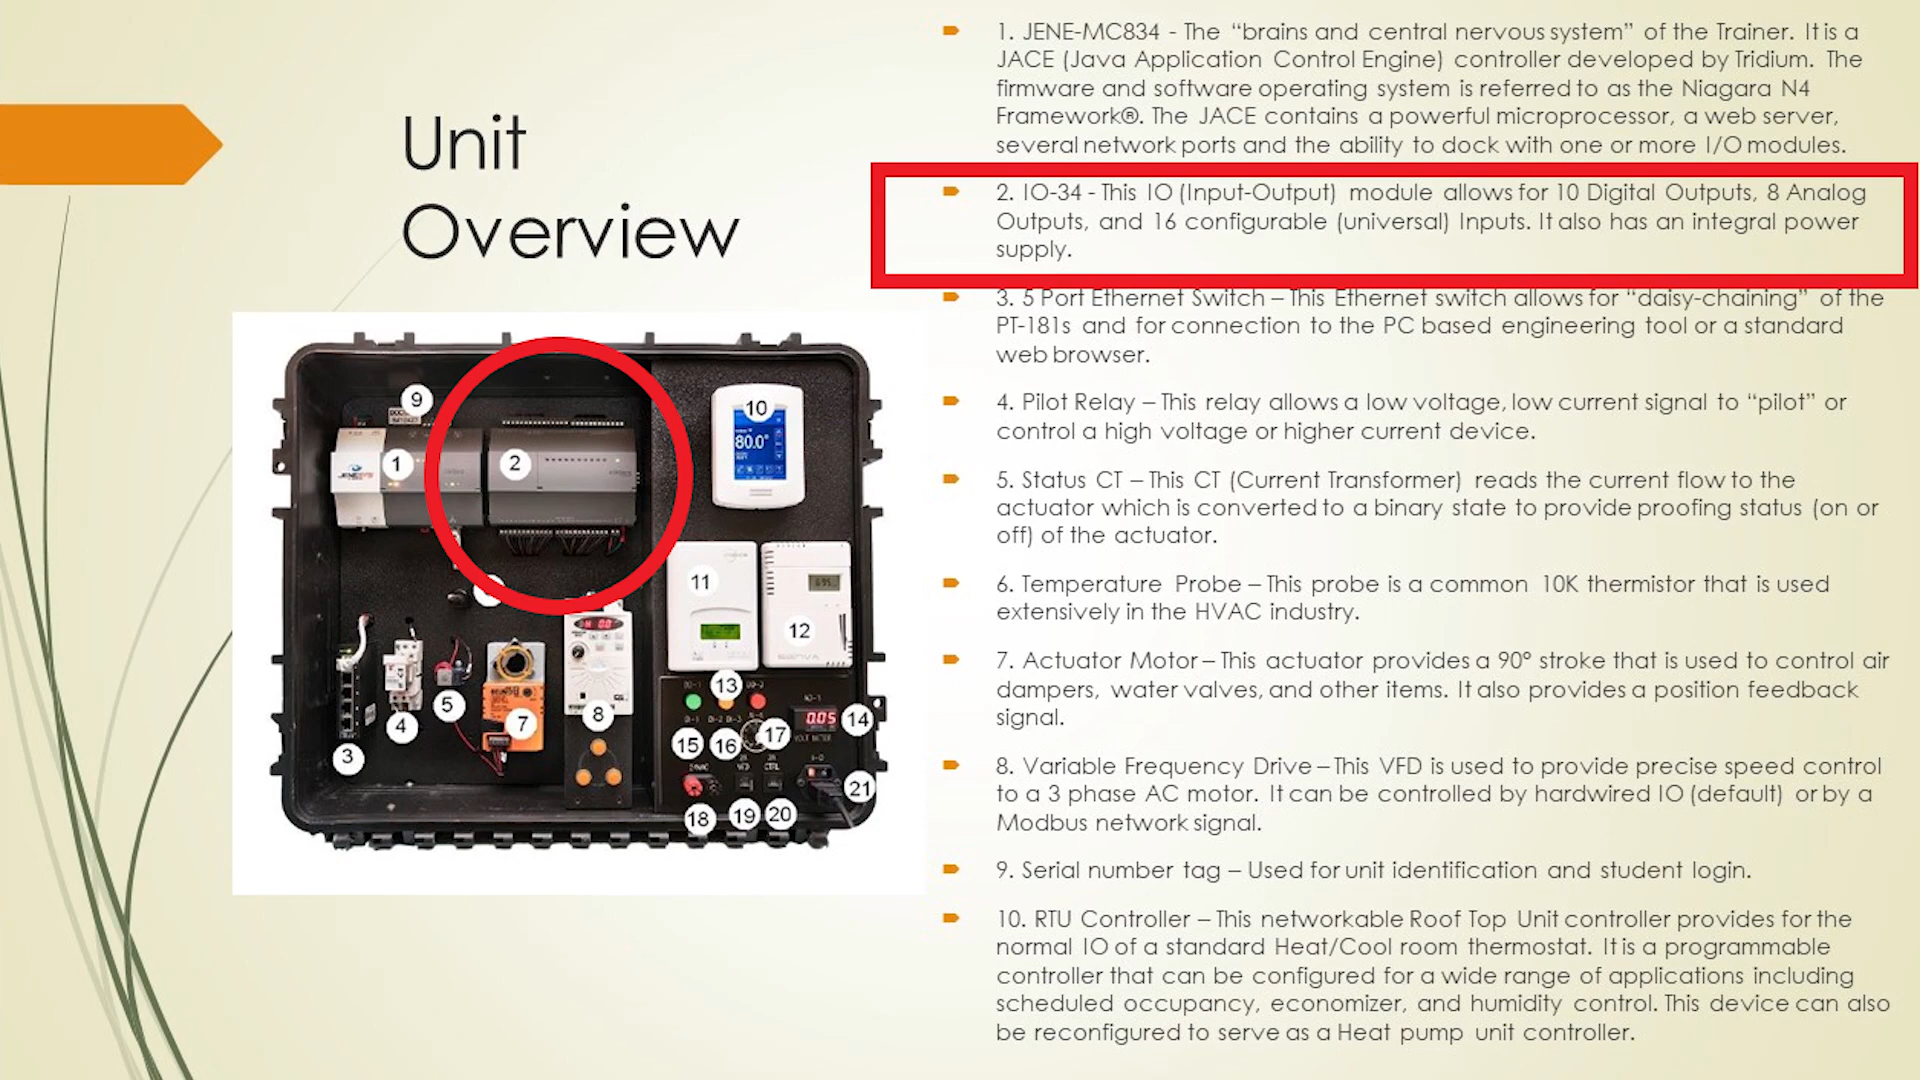 Unit
Overview
1. JENE-MC834 - The “brains and central nervous system” of the Trainer. It is a
JACE (Java Application Control Engine) controller developed by Tridium. The
firmware and software operating system is referred to as the Niagara N4
Framework®. The JACE contains a powerful microprocessor, a web server,
several network ports and the ability to dock with one or more I/O modules.
2. IO-34 - This IO (Input-Output) module allows for 10 Digital Outputs, 8 Analog
Outputs, and 16 configurable (universal) Inputs. It also has an integral power
supply.
3. 5 Port Ethernet Switch – This Ethernet switch allows for “daisy-chaining” of the
PT-181s and for connection to the PC based engineering tool or a standard
web browser.
4. Pilot Relay – This relay allows a low voltage, low current signal to “pilot” or
control a high voltage or higher current device.
5. Status CT – This CT (Current Transformer) reads the current flow to the
actuator which is converted to a binary state to provide proofing status (on or
off) of the actuator.
6. Temperature Probe – This probe is a common 10K thermistor that is used
extensively in the HVAC industry.
7. Actuator Motor – This actuator provides a 90° stroke that is used to control air
dampers, water valves, and other items. It also provides a position feedback
signal.
8. Variable Frequency Drive – This VFD is used to provide precise speed control
to a 3 phase AC motor. It can be controlled by hardwired IO (default) or by a
Modbus network signal.
9. Serial number tag – Used for unit identification and student login.
10. RTU Controller – This networkable Roof Top Unit controller provides for the
normal IO of a standard Heat/Cool room thermostat. It is a programmable
controller that can be configured for a wide range of applications including
scheduled occupancy, economizer, and humidity control. This device can also
be reconfigured to serve as a Heat pump unit controller.
9
10
80.0°
1
2
11
12
13
3
4
5
7
8
0.05
14
VOLT METER
15
16
17
24VAC
VFD
CTRL
18
19
20
21